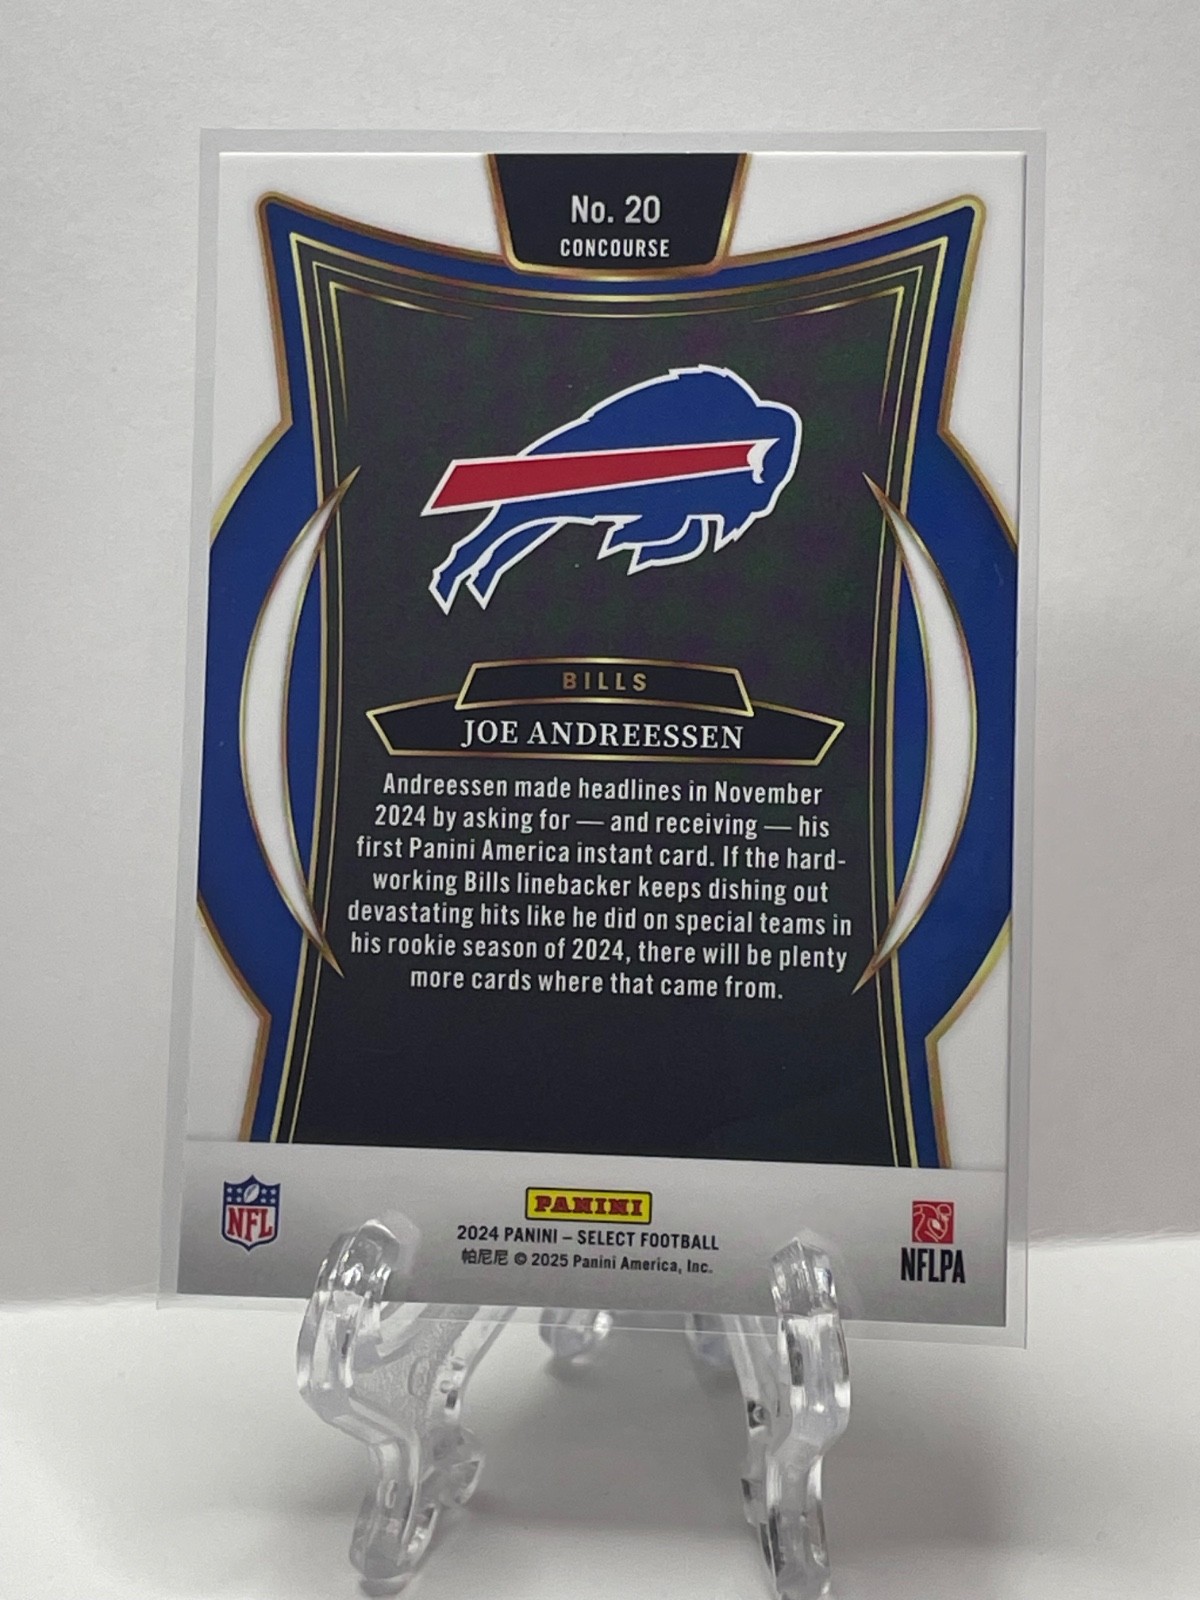 No. 20
CONCOURSE
BILLS
JOE ANDREESSEN
Andreessen made headlines in November
2024 by asking for — and receiving — his
first Panini America instant card. If the hard-
working Bills linebacker keeps dishing out
devastating hits like he did on special teams in
his rookie season of 2024, there will be plenty
more cards where that came from.
NFL
PANINI
2024 PANINI – SELECT FOOTBALL
帕尼尼 © 2025 Panini America, Inc.
NFLPA